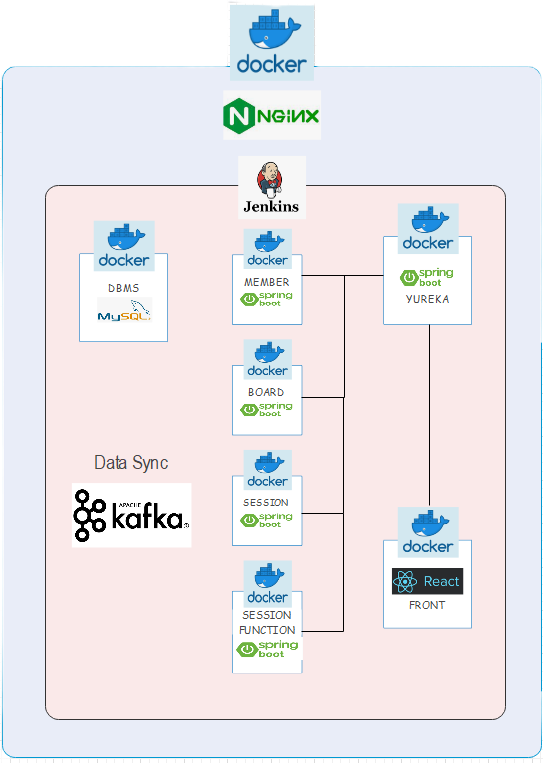 docker
NGINX
Jenkins
docker
DBMS
MySQL
docker
MEMBER
spring
boot
docker
spring
boot
YUREKA
docker
BOARD
spring
boot
Data Sync
APACHE
kafka
docker
SESSION
spring
boot
docker
React
FRONT
docker
SESSION
FUNCTION
spring
boot